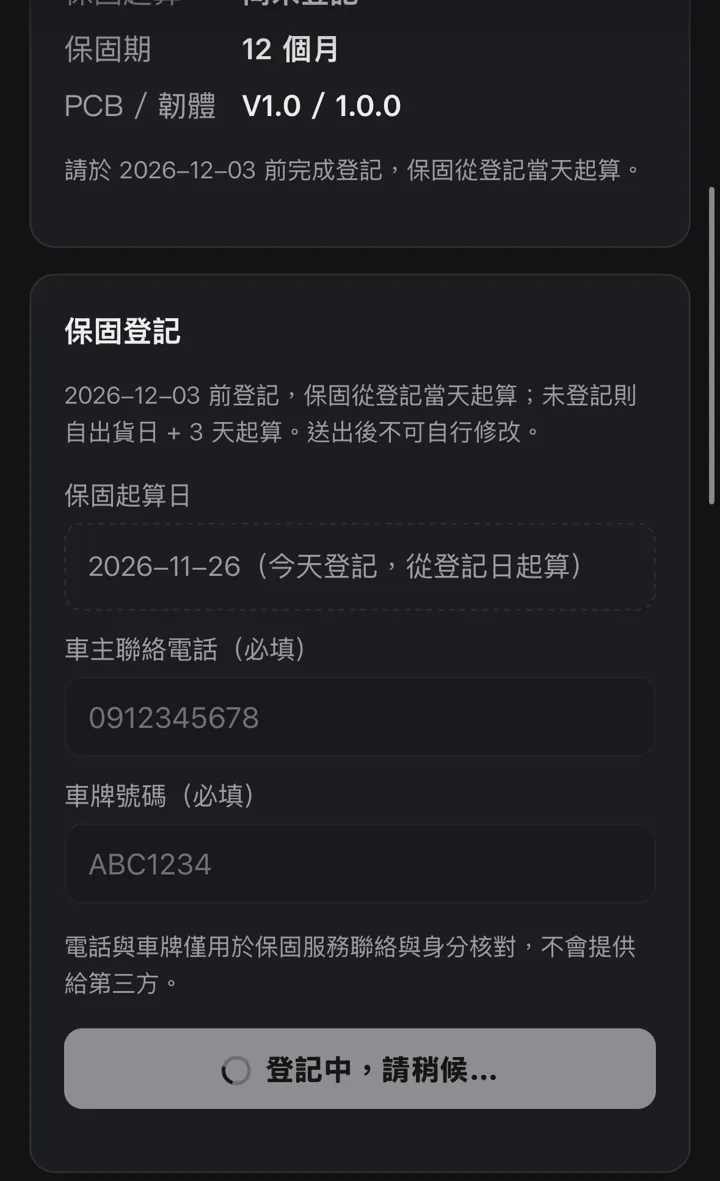 保固期 12 個月
PCB / 韌體 V1.0 / 1.0.0
請於 2026–12–03 前完成登記，保固從登記當天起算。
保固登記
2026–12–03 前登記，保固從登記當天起算；未登記則
自出貨日 + 3 天起算。送出後不可自行修改。
保固起算日
2026–11–26（今天登記，從登記日起算）
車主聯絡電話（必填）
0912345678
車牌號碼（必填）
ABC1234
電話與車牌僅用於保固服務聯絡與身分核對，不會提供
給第三方。
登記中，請稍候...